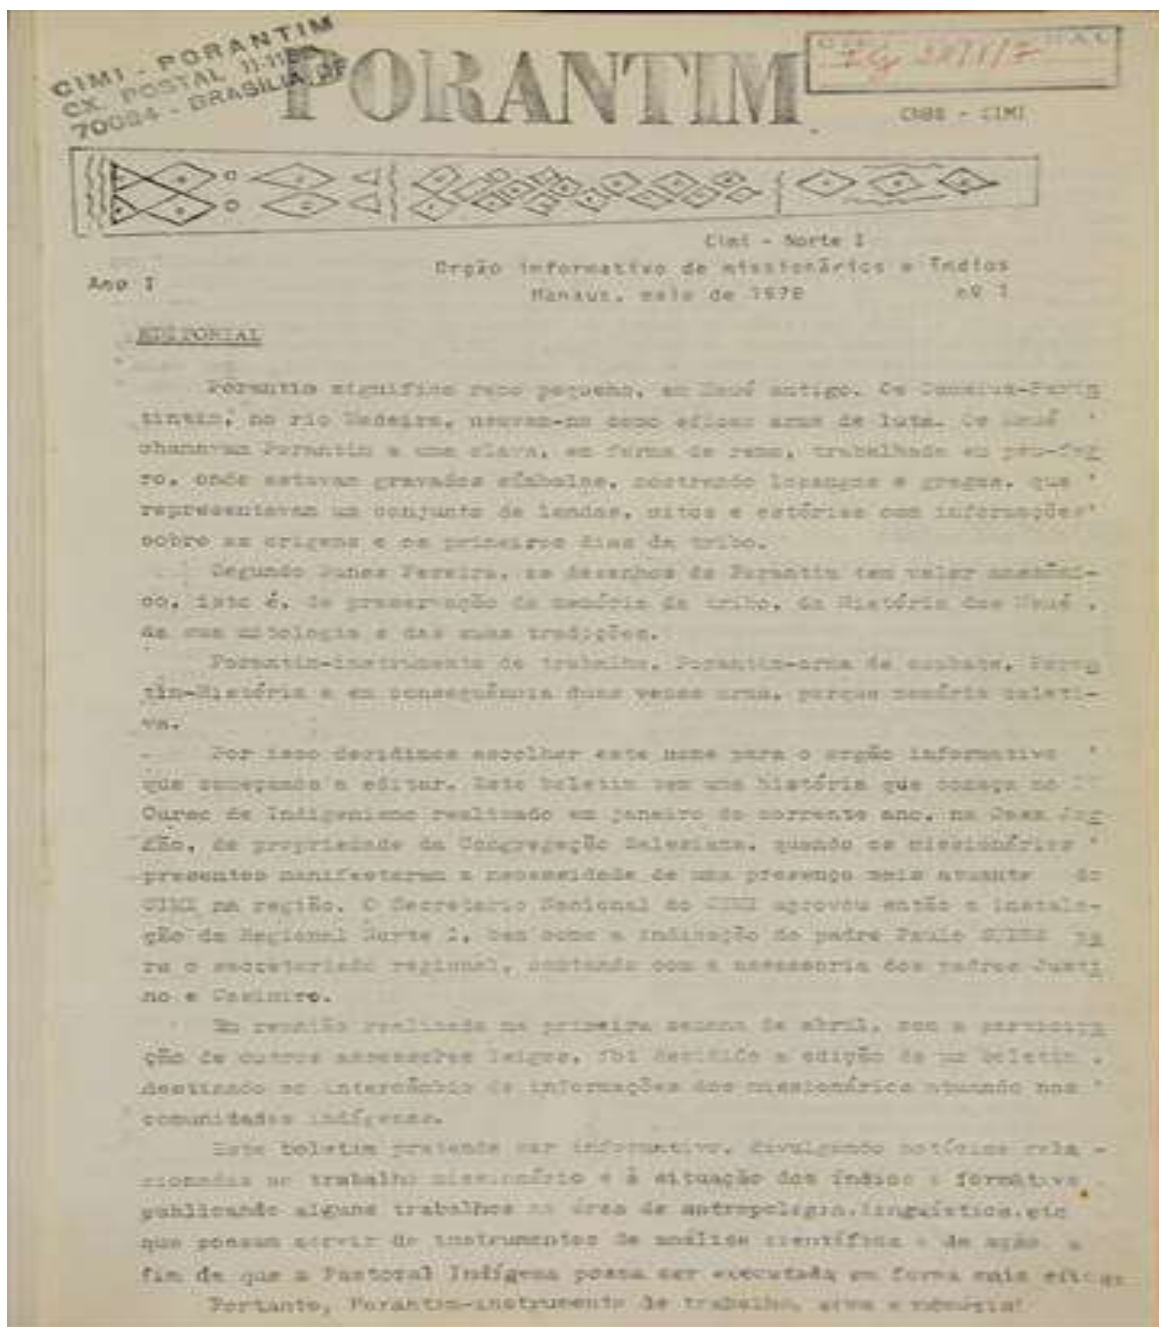 CIMI - PORANTIM
CX. POSTAL 11.11
70084 - BRASÍLIA, DF
PORANTIM
CNBB - CIMI
Cimi - Norte I
Orgão informativo de missionários e Índios
Ano I
Manaus, maio de 1978 nº 1
EDITORIAL
Porantim significa remo pequeno, em Maué antigo. Os
tintin, no rio Madeira, usavam-no como eficaz arma de luta. Os Maué '
chamavam Porantim a uma clava, em forma de remo, trabalhada em pau-fer
ro, onde estavam gravados símbolos, mostrando losangos e gregas, que '
representavam um conjunto de lendas, mitos e estórias com informações'
sobre as origens e os primeiros dias da tribo.
Segundo Nunes Pereira, os desenhos do Porantim tem valor mnemôni-
co, isto é, de preservação da memória da tribo, da História dos Maué ,
da sua mitologia e das suas tradições.
Porantim-instrumento de trabalho, Porantim-arma de combate, Poran
tim-História e em consequência duas vezes arma, porque memória coleti-
va.
Por isso decidimos escolher este nome para o orgão informativo '
que começamos a editar. Este boletim tem uma história que começa no
Curso de Indigenismo realizado em janeiro do corrente ano, na Casa
de propriedade da Congregação Salesiana, quando os missionários '
presentes manifestaram a necessidade de uma presença mais atuante do
CIMI na região. O Secretário Nacional do CIMI aprovou então a instala-
ção da Regional Norte I, bem como a indicação do padre Paulo pa
ra o secretariado regional, contando com a assessoria dos padres Justi
no e Casimiro.
Em reunião realizada na primeira semana de abril, com a participa
ção de outros assessores leigos, foi decidido a edição de um boletim ,
destinado ao intercâmbio de informações dos missionários atuando nas '
comunidades indígenas.
Este boletim pretende ser informativo, divulgando notícias rela -
cionadas ao trabalho missionário e à situação dos índios e formativo
publicando alguns trabalhos na área de antropologia,linguística,etc
que possam servir de instrumentos de análise científica e de ação a
fim de que a Pastoral Indígena possa ser executada em forma mais eficaz
Portanto, Porantim-instrumento de trabalho, arma e memória!